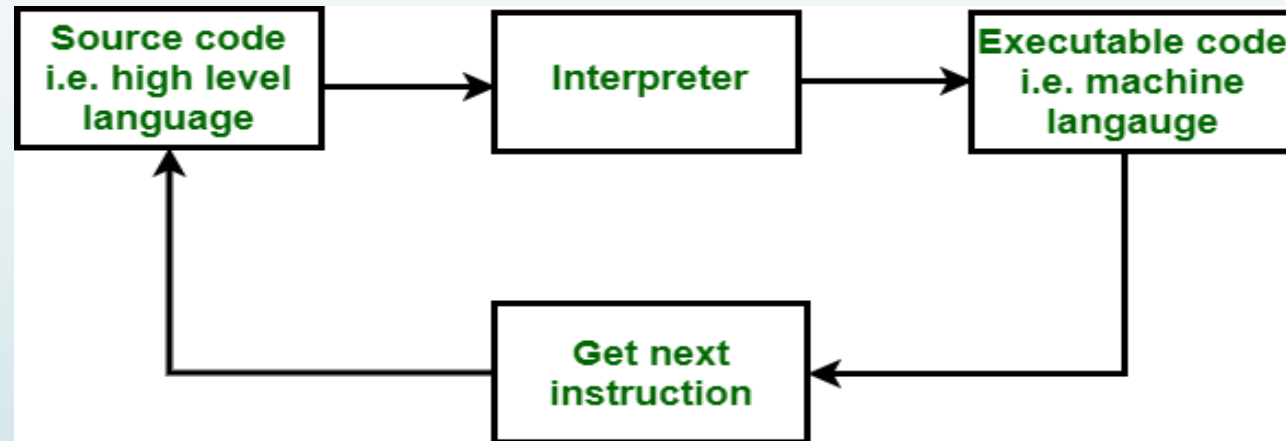 Source code
i.e. high level
language
Interpreter
Executable code
i.e. machine
langauge
Get next
instruction